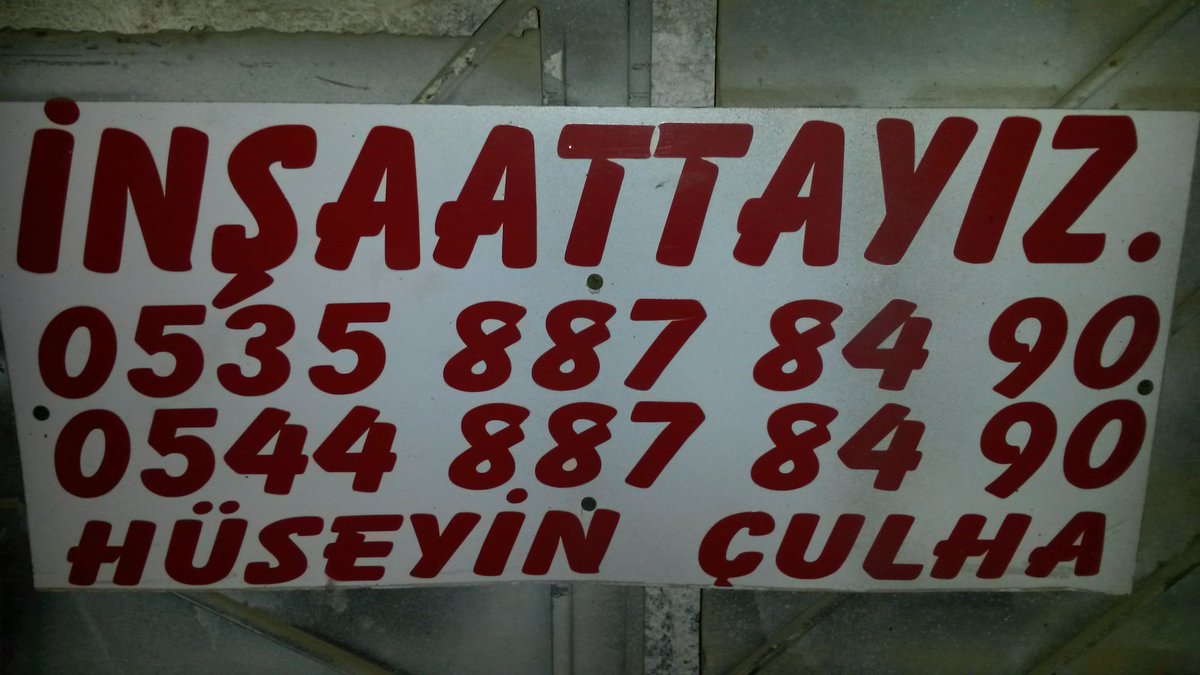 İNŞAATTAYIZ.
0535 887 84 90
0544 887 84 90
HÜSEYİN ÇULHA